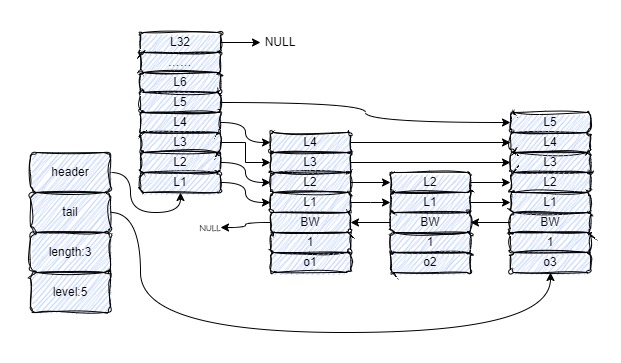 L32
NULL
......
L6
L5
L4
L3
L2
L1
header
tail
length:3
level:5
NULL
L4
L3
L2
L1
BW
1
o1
L2
L1
BW
1
o2
L5
L4
L3
L2
L1
BW
1
o3